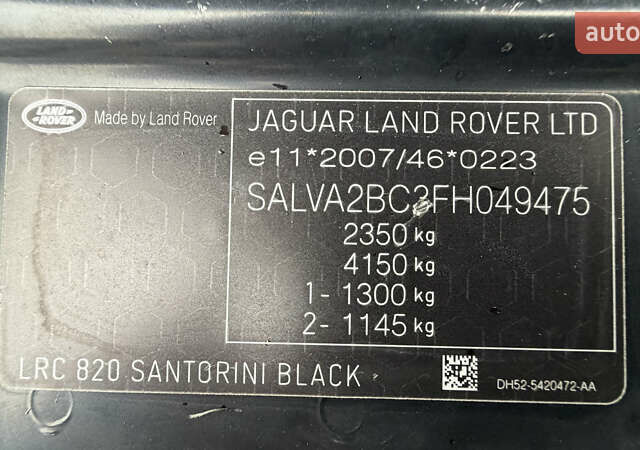 auto
LAND
ROVER
Made by Land Rover
JAGUAR LAND ROVER LTD
e11*2007/46*0223
2350 kg
4150 kg
1- 1300 kg
2- 1145 kg
LRC 820 SANTORINI BLACK
DH52-5420472-AA